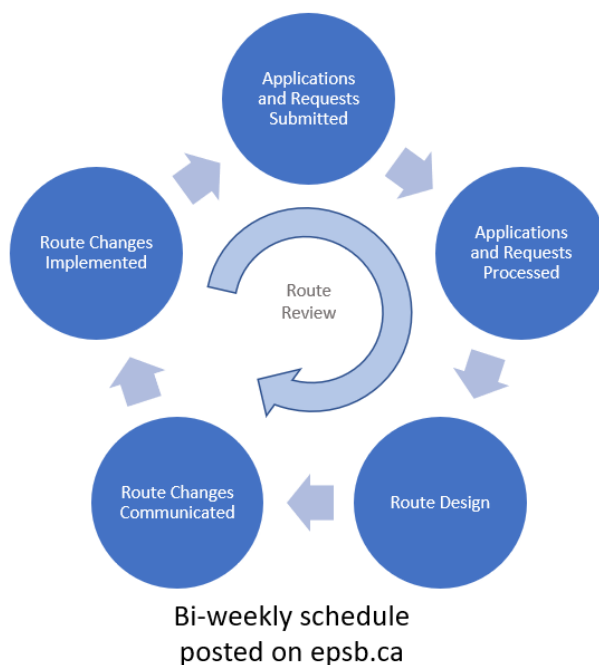 Applications
and Requests
Submitted
Applications
and Requests
Processed
Route Design
Route Changes
Communicated
Route Changes
Implemented
Route
Review
Bi-weekly schedule
posted on epsb.ca